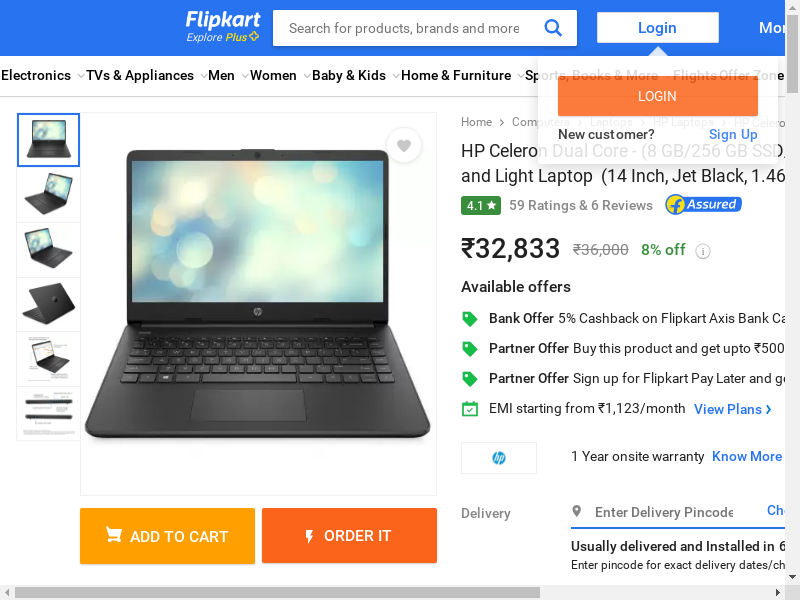 Flipkart
Explore Plus
Search for products, brands and more
Login
Mor
Electronics
TVs & Appliances
Men
Women
Baby & Kids
Home & Furniture
Sports, Books & More
Flights
Offer Zone
LOGIN
New customer?
Sign Up
Home
Computers
Laptops
HP Laptops
HP Celero
HP Celeron Dual Core - (8 GB/256 GB SSD,
and Light Laptop (14 Inch, Jet Black, 1.46
4.1
59 Ratings & 6 Reviews
Assured
₹32,833
₹36,000
8% off
Available offers
Bank Offer 5% Cashback on Flipkart Axis Bank Ca
Partner Offer Buy this product and get upto ₹500
Partner Offer Sign up for Flipkart Pay Later and ge
EMI starting from ₹1,123/month
View Plans
hp
1 Year onsite warranty
Know More
Delivery
Enter Delivery Pincode
Che
Usually delivered and Installed in 6
Enter pincode for exact delivery dates/ch
ADD TO CART
ORDER IT